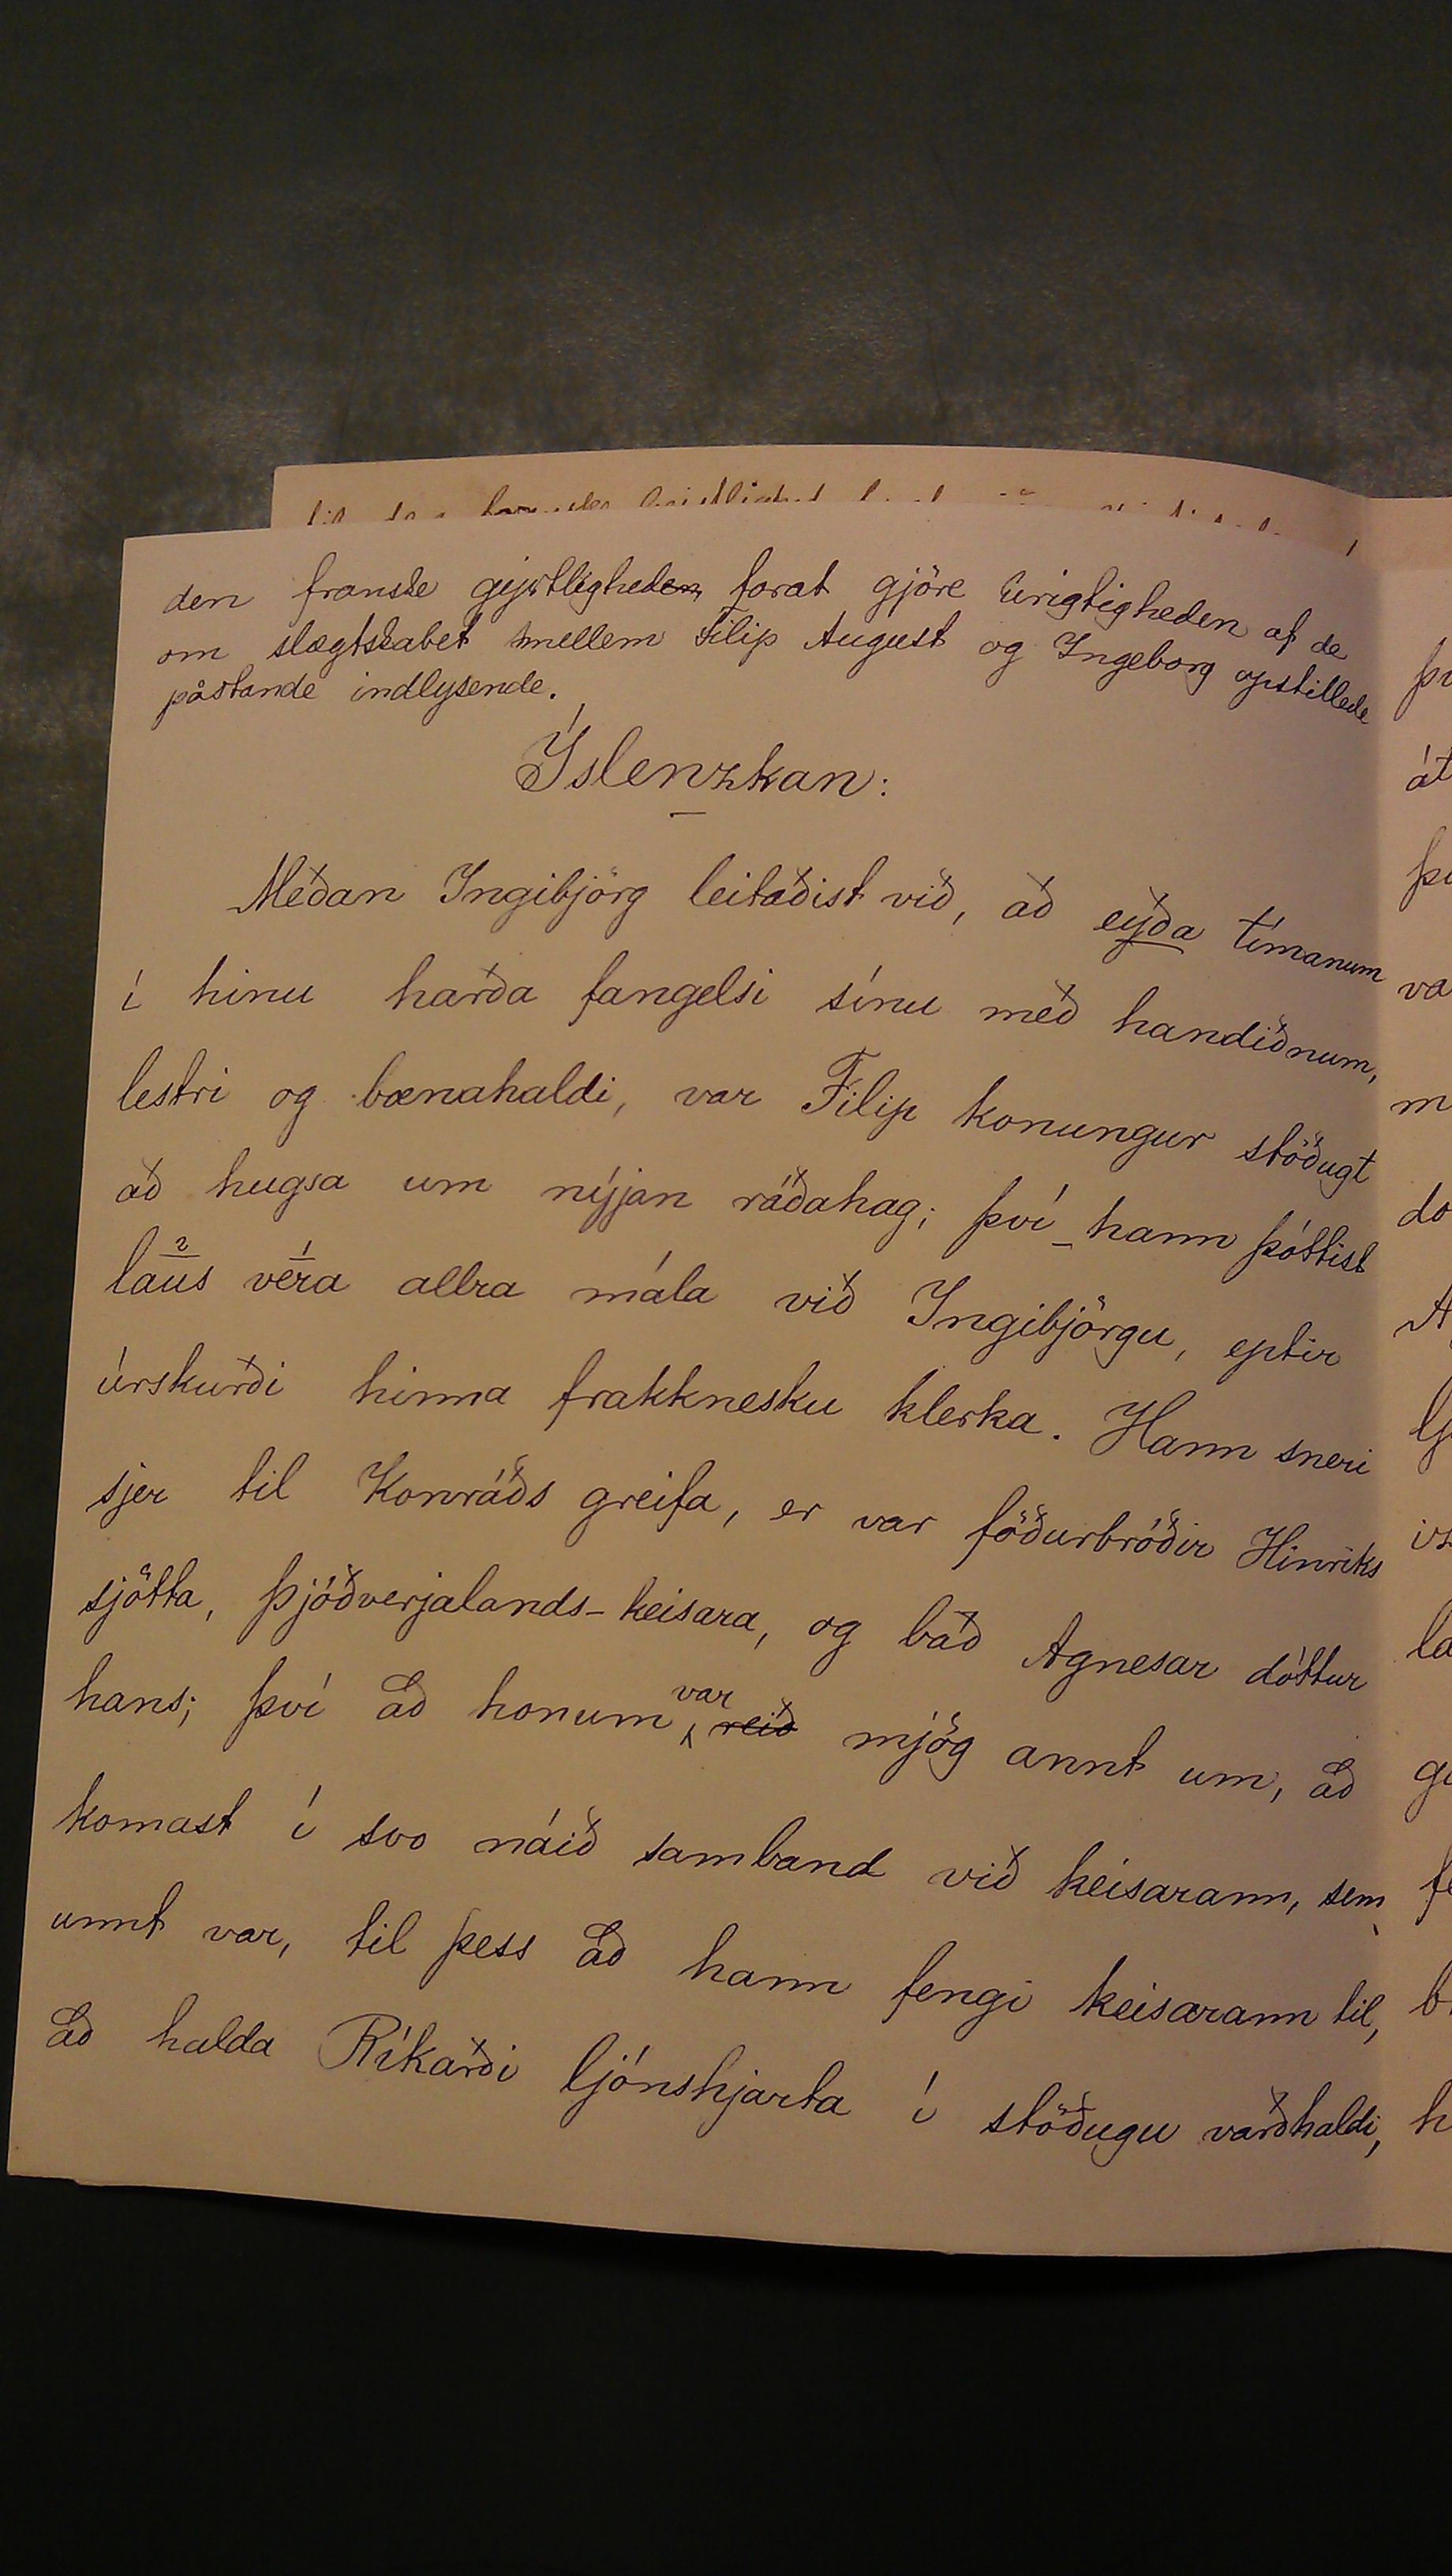 den franske gejstligheden forat gjöre Urigtigheden af de
om slægtskabet mellem Filip August og Ingeborg opstillede
påstande indlysende.
Íslenzkan:
Meðan Ingibjörg leitaðist við, að eyða tímanum
í hinu harða fangelsi sínu með handiðnum,
lestri og bænahaldi, var Filip konungur stöðugt
að hugsa um nýjan ráðahag; því hann þóttist
2 1
laus vera allra mála við Ingibjörgu, eptir
úrskurði hinna frakknesku klerka. Hann sneri
sjer til Konráðs greifa, er var föðurbróðir Hinriks
sjötta, Þjóðverjalands-keisara, og bað Agnesar dóttur
hans; því að honum var reið mjög annt um, að
komast í svo náið samband við keisarann, sem
unnt var, til þess að hann fengi keisarann til,
að halda Ríkarði ljónshjarta í stöðugu varðhaldi,